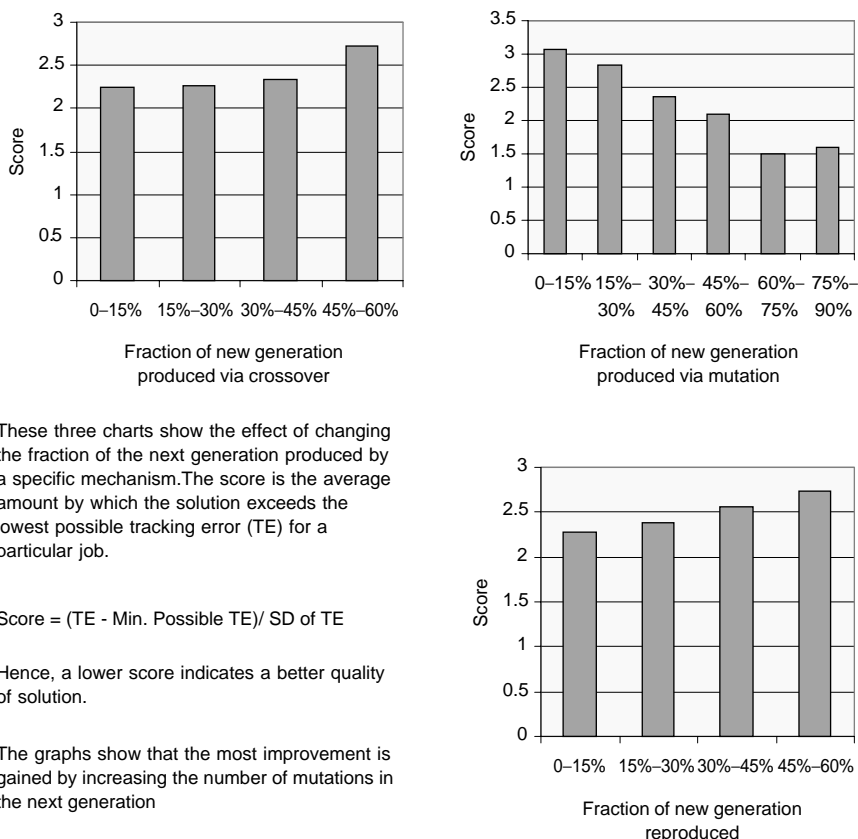 3
2.5
2
1.5
1
0.5
0
Score
0–15% 15%–30% 30%–45% 45%–60%
Fraction of new generation
produced via crossover
3.5
3
2.5
2
1.5
1
0.5
0
Score
0–15% 15%– 30%– 45%– 60%– 75%–
30% 45% 60% 75% 90%
Fraction of new generation
produced via mutation
These three charts show the effect of changing
the fraction of the next generation produced by
a specific mechanism.The score is the average
amount by which the solution exceeds the
lowest possible tracking error (TE) for a
particular job.
Score = (TE - Min. Possible TE)/ SD of TE
Hence, a lower score indicates a better quality
of solution.
The graphs show that the most improvement is
gained by increasing the number of mutations in
the next generation
3
2.5
2
1.5
1
0.5
0
Score
0–15% 15%–30% 30%–45% 45%–60%
Fraction of new generation
reproduced